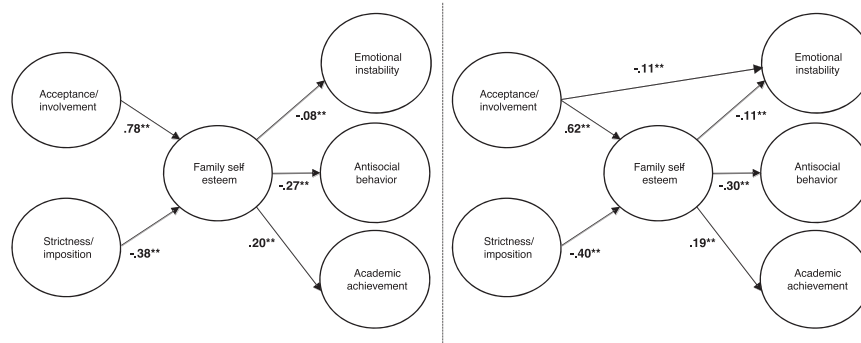 Emotional
instability
Acceptance/
involvement
-.08**
.78**
Family self
esteem
Antisocial
behavior
-.27**
Strictness/
imposition
-.38**
.20**
Academic
achievement
Emotional
instability
-.11**
Acceptance/
involvement
-.11**
.62**
Family self
esteem
Antisocial
behavior
-.30**
Strictness/
imposition
-.40**
.19**
Academic
achievement